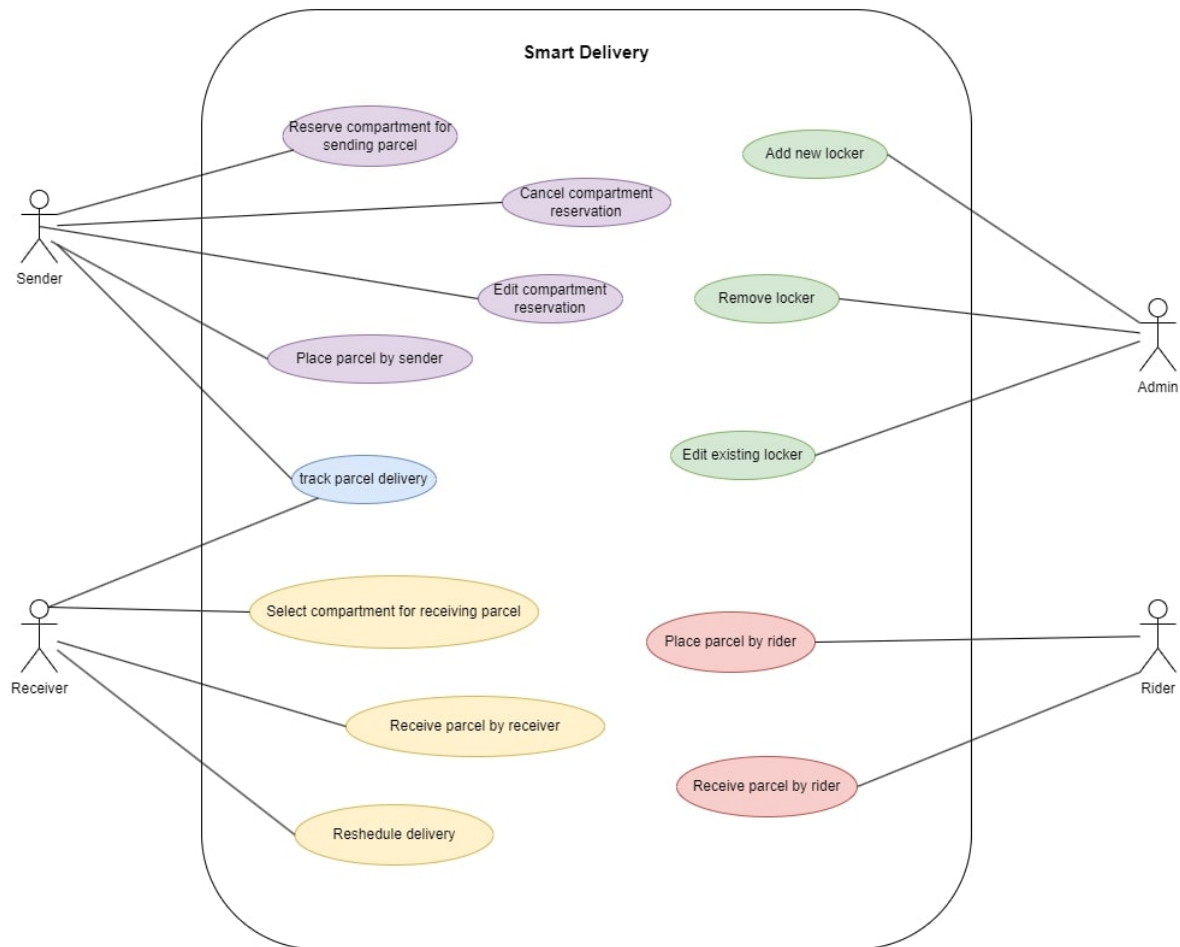 Smart Delivery
Reserve compartment for
sending parcel
Add new locker
Cancel compartment
reservation
Sender
Edit compartment
reservation
Remove locker
Place parcel by sender
Admin
Edit existing locker
track parcel delivery
Select compartment for receiving parcel
Place parcel by rider
Receiver
Rider
Receive parcel by receiver
Receive parcel by rider
Reshedule delivery